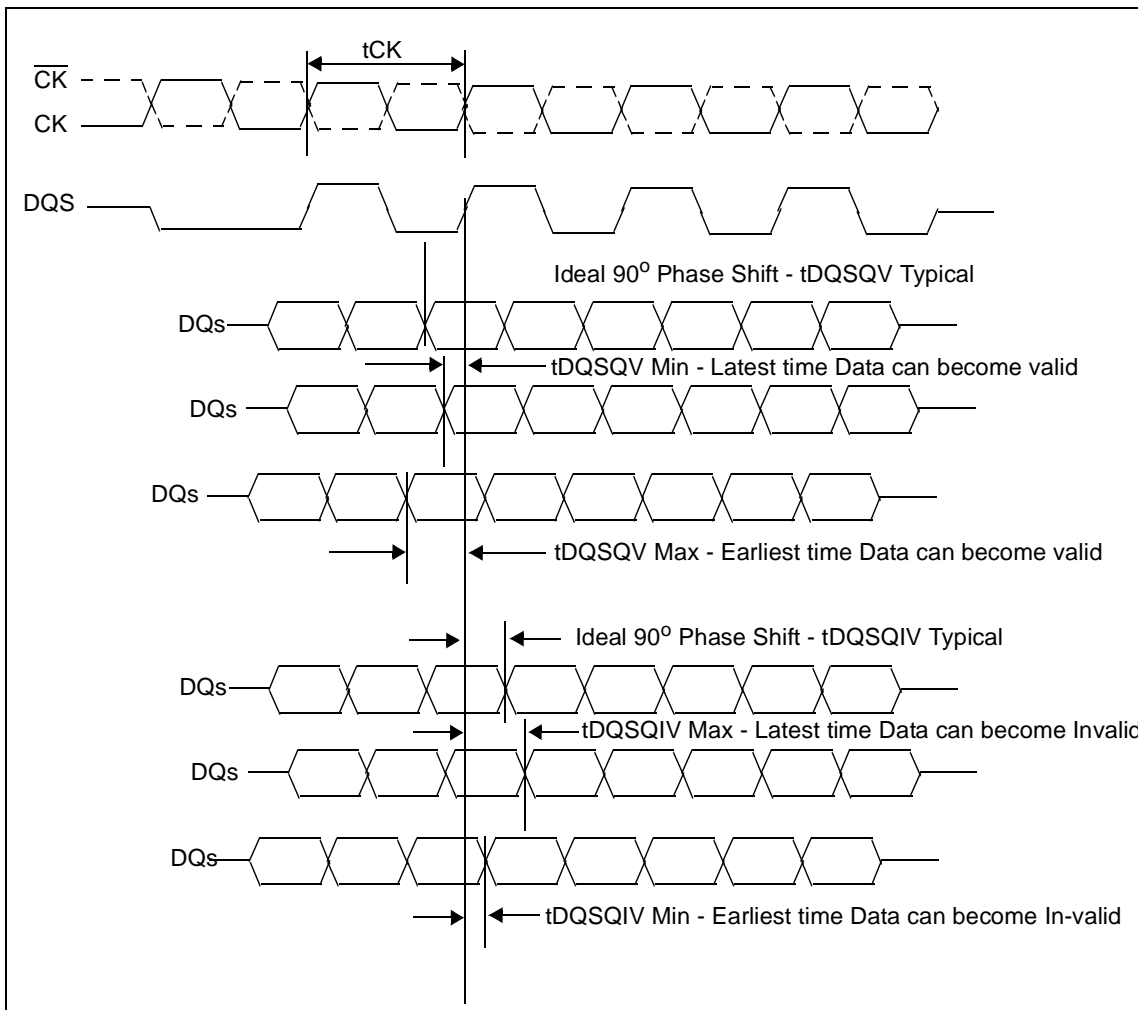 tCK
CK
CK
DQS
Ideal 90o Phase Shift - tDQSQV Typical
DQs
tDQSQV Min - Latest time Data can become valid
DQs
DQs
tDQSQV Max - Earliest time Data can become valid
Ideal 90o Phase Shift - tDQSQIV Typical
DQs
tDQSQIV Max - Latest time Data can become Invalid
DQs
DQs
tDQSQIV Min - Earliest time Data can become In-valid